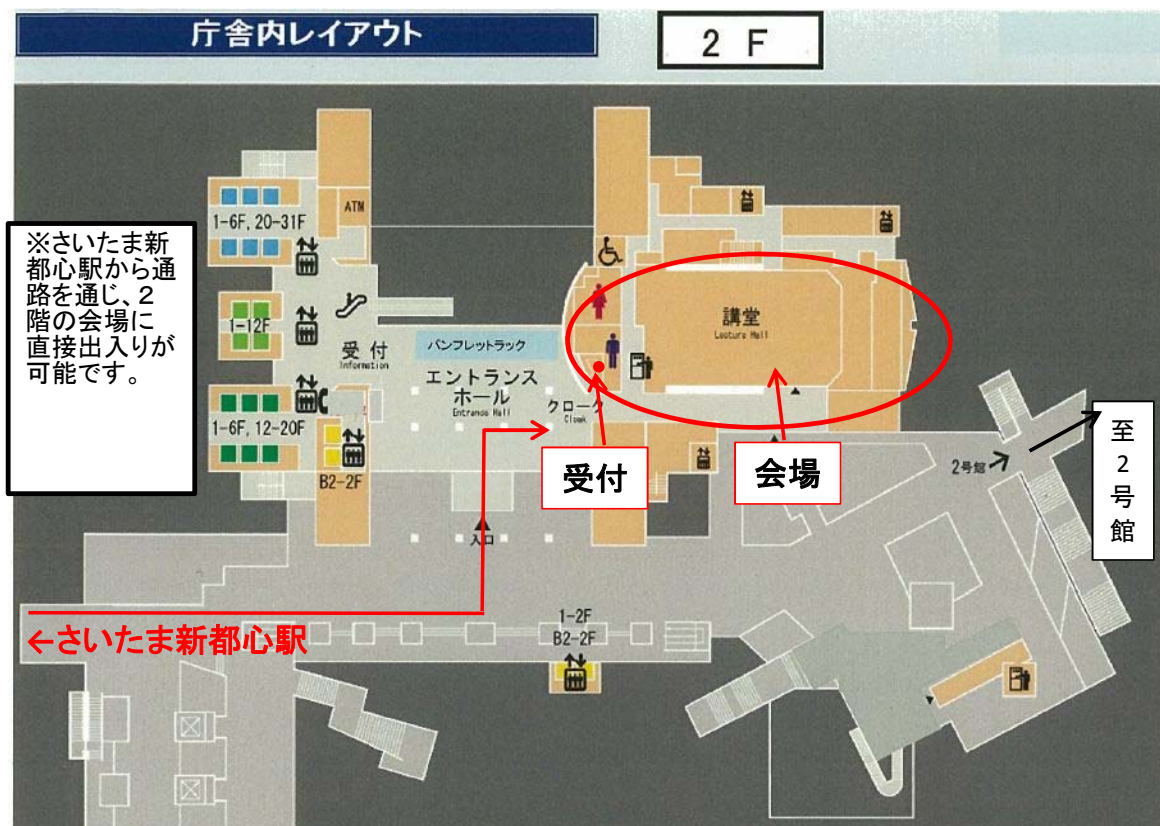 庁舎内レイアウト
2 F
※さいたま新
都心駅から通
路を通じ、2
階の会場に
直接出入りが
可能です。
1-6F, 20-31F
ATM
1-12F
受付
Information
パンフレットラック
エントランス
ホール
Entrance Hall
クローク
Cloak
1-6F, 12-20F
B2-2F
講堂
Lecture Hall
受付
会場
2号館
至
2
号
館
入口
←さいたま新都心駅
1-2F
B2-2F